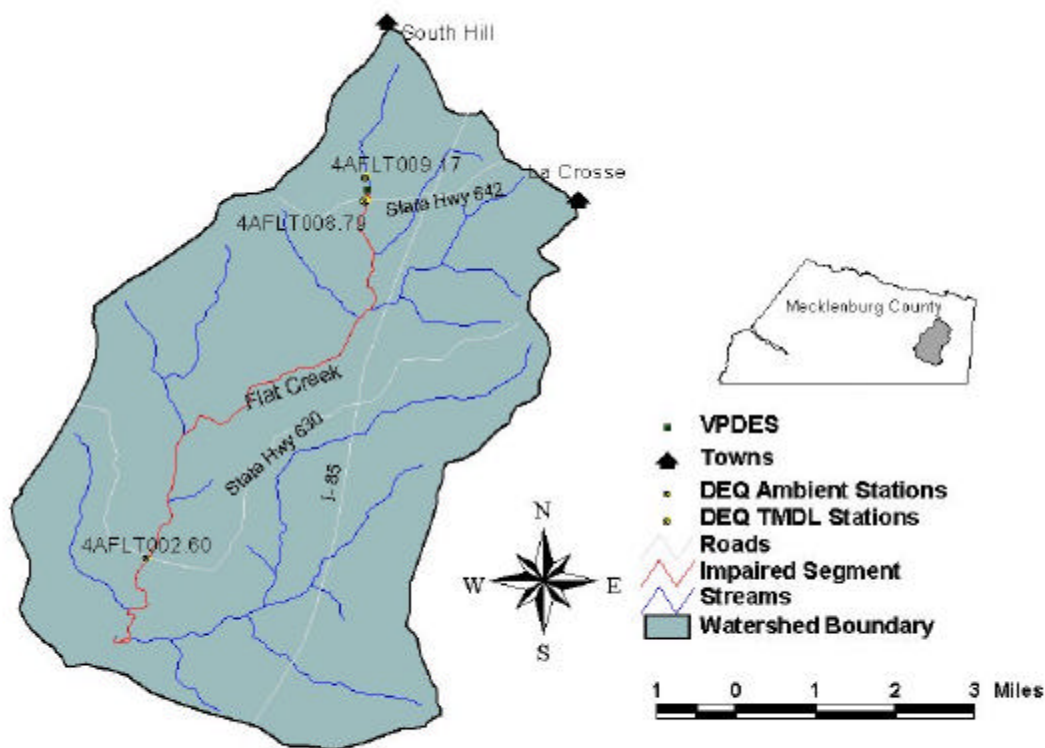 South Hill
4AFLT009.17
La Crosse
State Hwy 642
4AFLT008.79
Mecklenburg County
Flat Creek
State Hwy 630
I-85
4AFLT002.60
VPDES
Towns
DEQ Ambient Stations
DEQ TMDL Stations
Roads
Impaired Segment
Streams
Watershed Boundary
N
W E
S
1 0 1 2 3 Miles